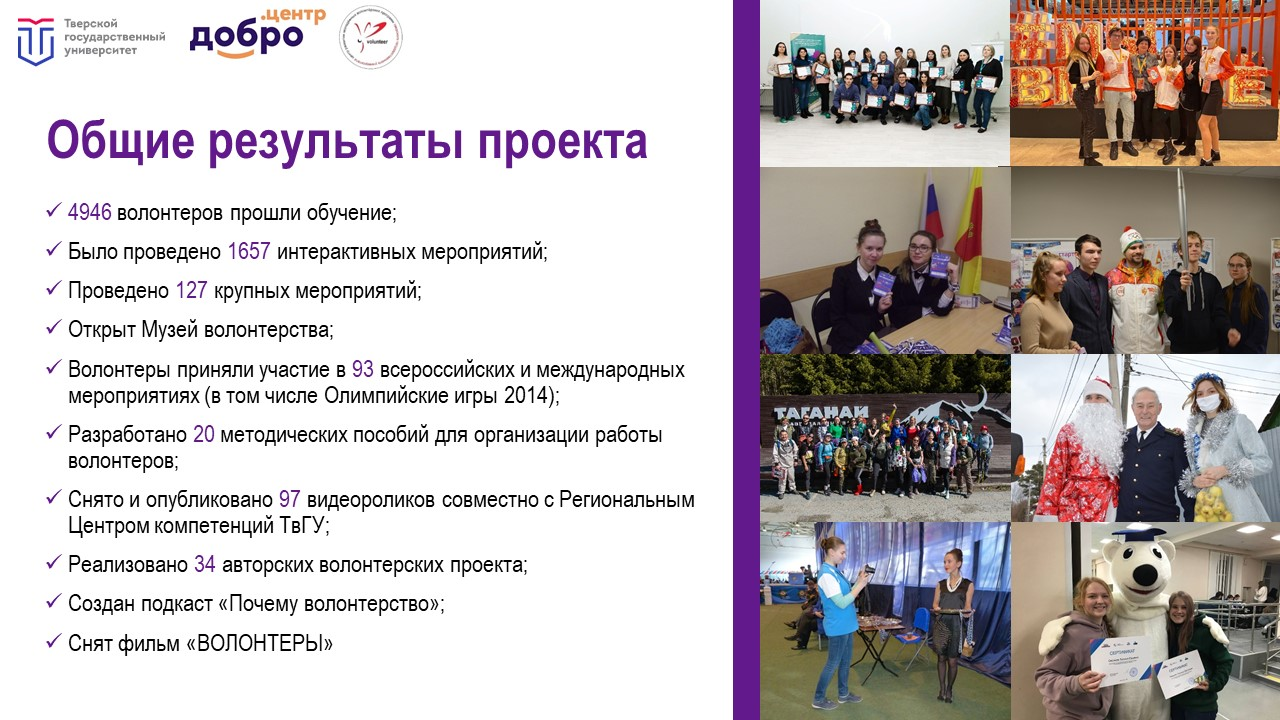 Тверской
государственный
университет
добро
.центр
volunteer
Общие результаты проекта
4946 волонтеров прошли обучение;
Было проведено 1657 интерактивных мероприятий;
Проведено 127 крупных мероприятий;
Открыт Музей волонтерства;
Волонтеры приняли участие в 93 всероссийских и международных
мероприятиях (в том числе Олимпийские игры 2014);
Разработано 20 методических пособий для организации работы
волонтеров;
Снято и опубликовано 97 видеороликов совместно с Региональным
Центром компетенций ТвГУ;
Реализовано 34 авторских волонтерских проекта;
Создан подкаст «Почему волонтерство»;
Снят фильм «ВОЛОНТЕРЫ»
ТАГАНАЙ
СЕРТИФИКАТ
СЕРТИФИКАТ